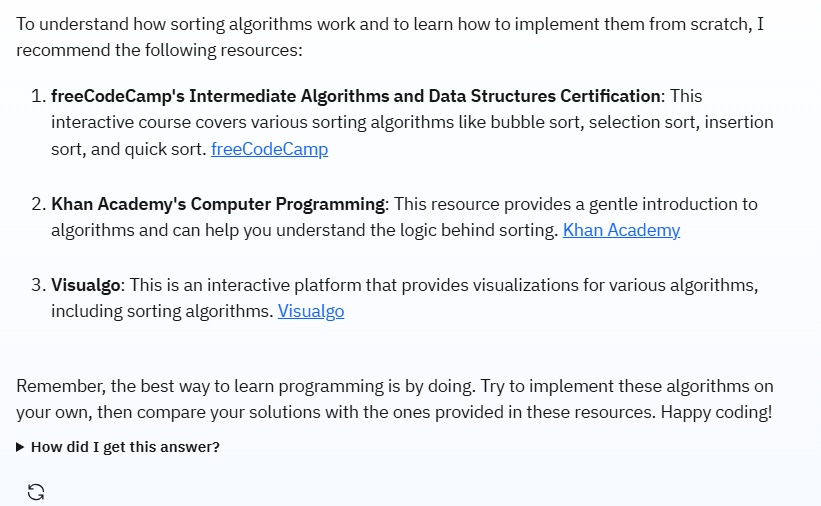 To understand how sorting algorithms work and to learn how to implement them from scratch, I
recommend the following resources:
1. freeCodeCamp's Intermediate Algorithms and Data Structures Certification: This
interactive course covers various sorting algorithms like bubble sort, selection sort, insertion
sort, and quick sort. freeCodeCamp
2. Khan Academy's Computer Programming: This resource provides a gentle introduction to
algorithms and can help you understand the logic behind sorting. Khan Academy
3. Visualgo: This is an interactive platform that provides visualizations for various algorithms,
including sorting algorithms. Visualgo
Remember, the best way to learn programming is by doing. Try to implement these algorithms on
your own, then compare your solutions with the ones provided in these resources. Happy coding!
How did I get this answer?